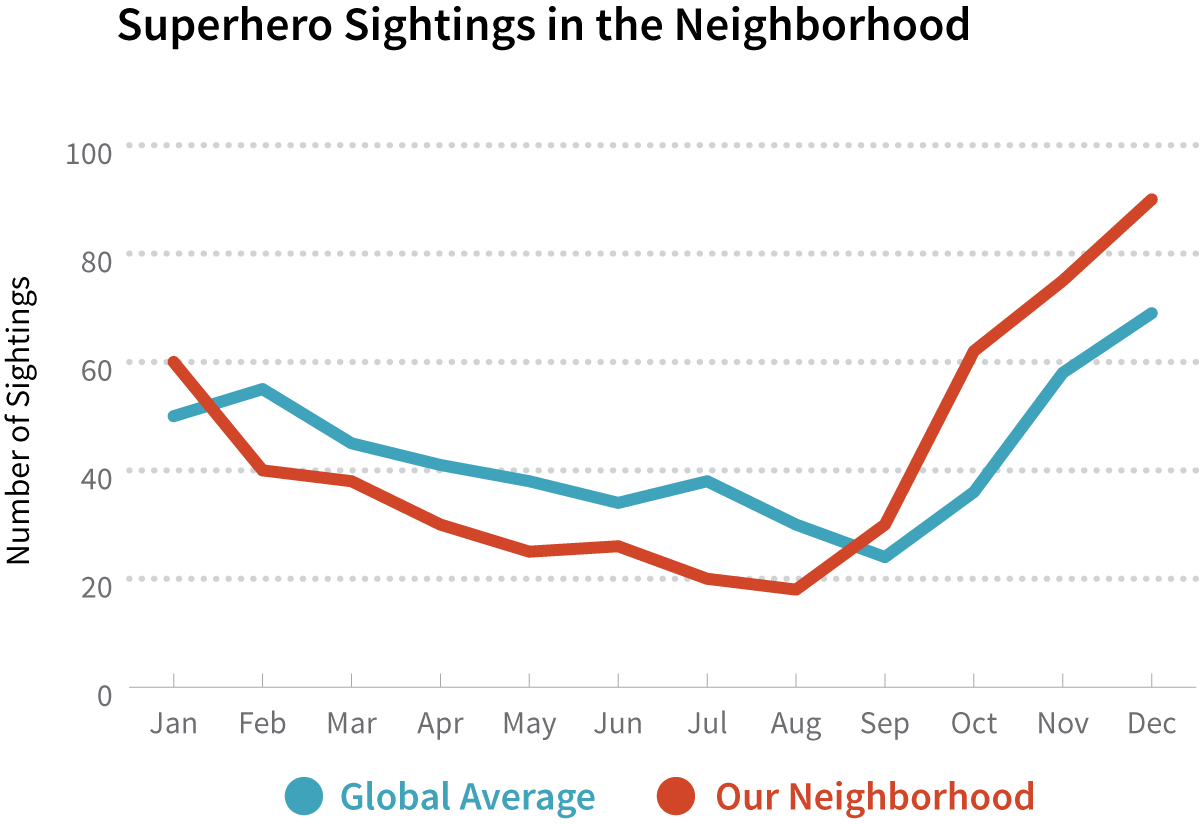 Superhero Sightings in the Neighborhood
Number of Sightings
100
80
60
40
20
0
Jan Feb Mar Apr May Jun Jul Aug Sep Oct Nov Dec
Global Average Our Neighborhood